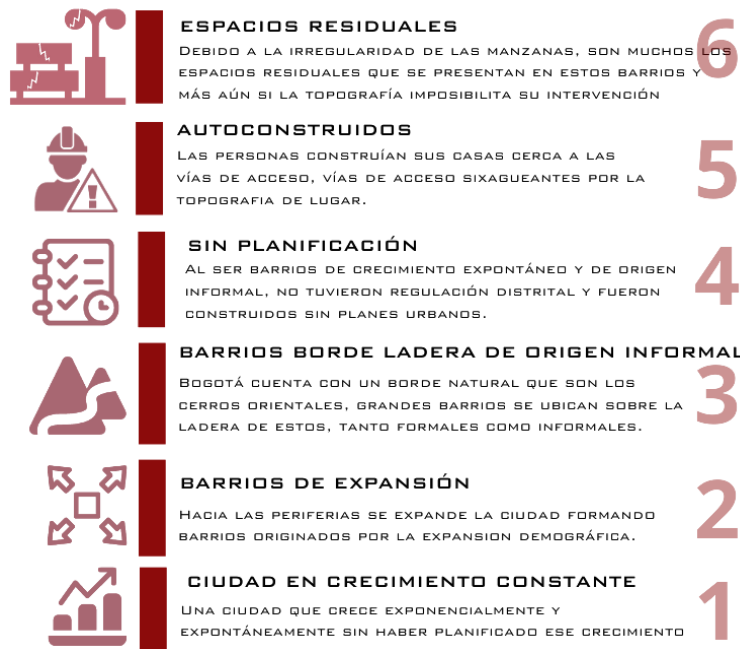 ESPACIOS RESIDUALES
DEBIDO A LA IRREGULARIDAD DE LAS MANZANAS, SON MUCHOS LOS
ESPACIOS RESIDUALES QUE SE PRESENTAN EN ESTOS BARRIOS Y
MÁS AÚN SI LA TOPOGRAFÍA IMPOSIBILITA SU INTERVENCIÓN
6
AUTOCONSTRUIDOS
LAS PERSONAS CONSTRUÍAN SUS CASAS CERCA A LAS
VÍAS DE ACCESO, VÍAS DE ACCESO SIXAGUEANTES POR LA
TOPOGRAFIA DE LUGAR.
5
SIN PLANIFICACIÓN
AL SER BARRIOS DE CRECIMIENTO EXPONTÁNEO Y DE ORIGEN
INFORMAL, NO TUVIERON REGULACIÓN DISTRITAL Y FUERON
CONSTRUIDOS SIN PLANES URBANOS.
4
BARRIOS BORDE LADERA DE ORIGEN INFORMAL
BOGOTÁ CUENTA CON UN BORDE NATURAL QUE SON LOS
CERROS ORIENTALES, GRANDES BARRIOS SE UBICAN SOBRE LA
LADERA DE ESTOS, TANTO FORMALES COMO INFORMALES.
3
BARRIOS DE EXPANSIÓN
HACIA LAS PERIFERIAS SE EXPANDE LA CIUDAD FORMANDO
BARRIOS ORIGINADOS POR LA EXPANSION DEMOGRÁFICA.
2
CIUDAD EN CRECIMIENTO CONSTANTE
UNA CIUDAD QUE CRECE EXPONENCIALMENTE Y
EXPONTÁNEAMENTE SIN HABER PLANIFICADO ESE CRECIMIENTO
1